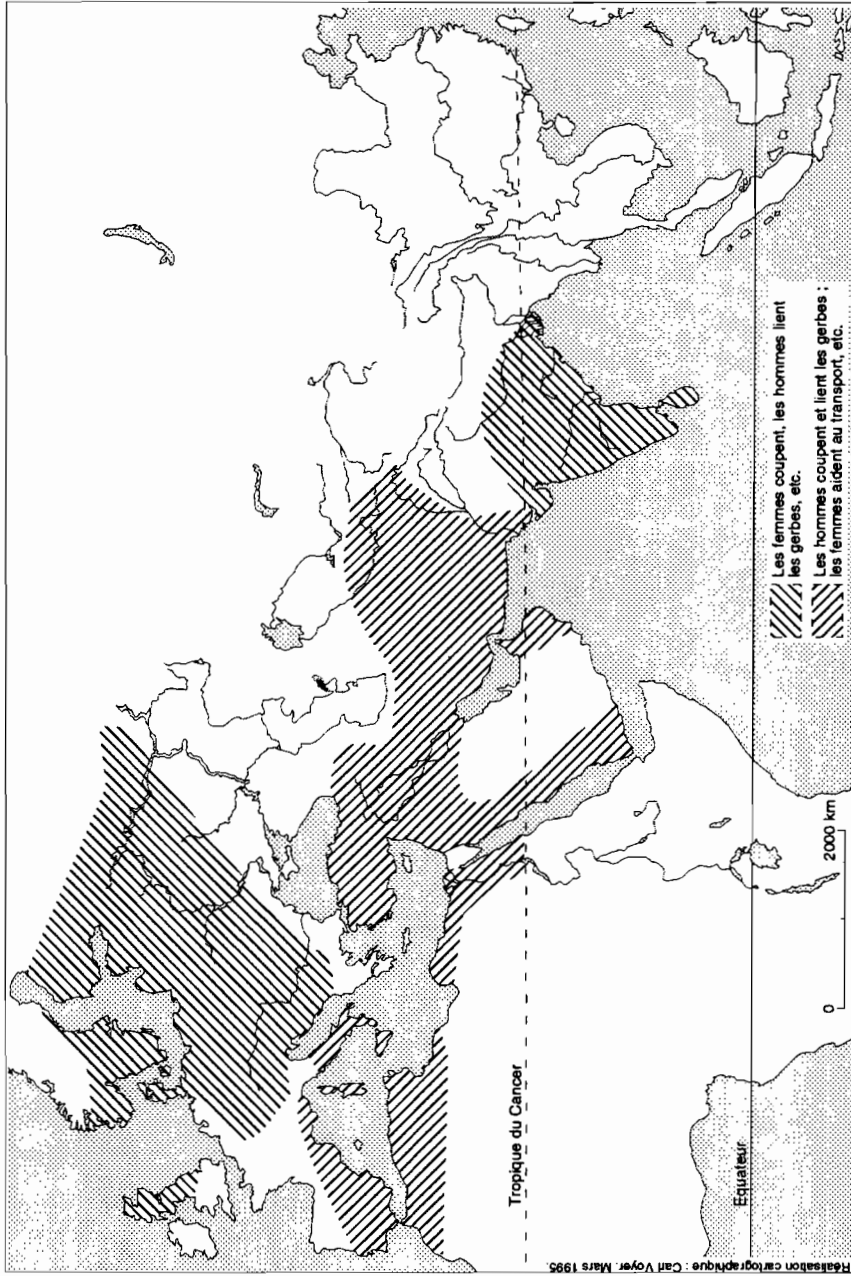 Tropique du Cancer
Equateur
0 2000 km
Les femmes coupent, les hommes lient
les gerbes, etc.
Les hommes coupent et lient les gerbes ;
les femmes aident au transport, etc.
Réalisation cartographique : Carl Voyer. Mars 1995.